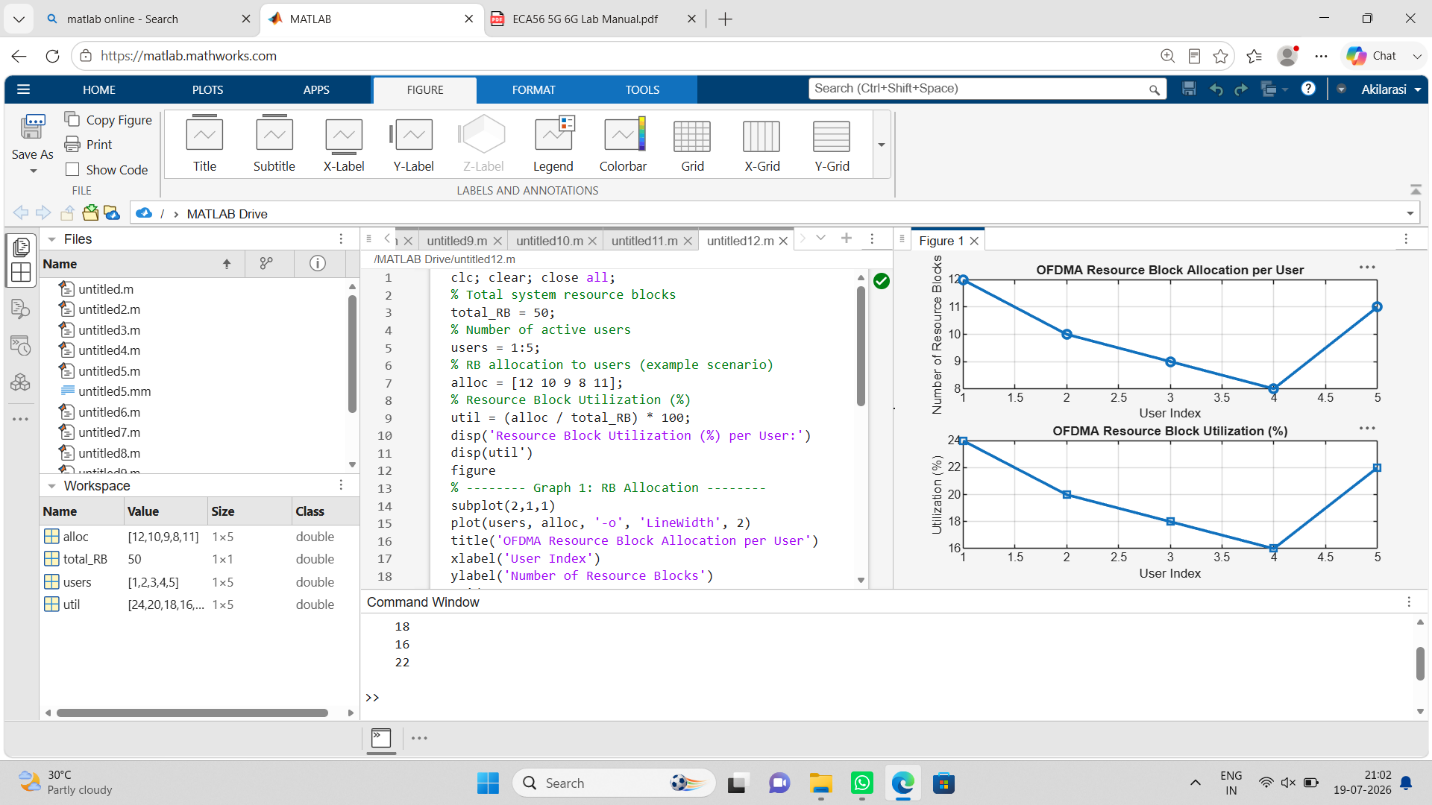 matlab online - Search
MATLAB
ECA56 5G 6G Lab Manual.pdf
https://matlab.mathworks.com
Chat
HOME
PLOTS
APPS
FIGURE
FORMAT
TOOLS
Search (Ctrl+Shift+Space)
Akilarasi
Save As
Copy Figure
Print
Show Code
FILE
Title
Subtitle
X-Label
Y-Label
Z-Label
Legend
Colorbar
Grid
X-Grid
Y-Grid
LABELS AND ANNOTATIONS
/ › MATLAB Drive
Files
Name
untitled.m
untitled2.m
untitled3.m
untitled4.m
untitled5.m
untitled5.mm
untitled6.m
untitled7.m
untitled8.m
untitled9.m
Workspace
Name Value Size Class
alloc [12,10,9,8,11] 1×5 double
total_RB 50 1×1 double
users [1,2,3,4,5] 1×5 double
util [24,20,18,16,... 1×5 double
untitled9.m
untitled10.m
untitled11.m
untitled12.m
/MATLAB Drive/untitled12.m
1 clc; clear; close all;
2 % Total system resource blocks
3 total_RB = 50;
4 % Number of active users
5 users = 1:5;
6 % RB allocation to users (example scenario)
7 alloc = [12 10 9 8 11];
8 % Resource Block Utilization (%)
9 util = (alloc / total_RB) * 100;
10 disp('Resource Block Utilization (%) per User:')
11 disp(util')
12 figure
13 % -------- Graph 1: RB Allocation --------
14 subplot(2,1,1)
15 plot(users, alloc, '-o', 'LineWidth', 2)
16 title('OFDMA Resource Block Allocation per User')
17 xlabel('User Index')
18 ylabel('Number of Resource Blocks')
Figure 1
OFDMA Resource Block Allocation per User
Number of Resource Blocks
12
11
10
9
8
1 1.5 2 2.5 3 3.5 4 4.5 5
User Index
OFDMA Resource Block Utilization (%)
Utilization (%)
24
22
20
18
16
1 1.5 2 2.5 3 3.5 4 4.5 5
User Index
Command Window
18
16
22
>>
30°C
Partly cloudy
Search
ENG
IN
21:02
19-07-2026